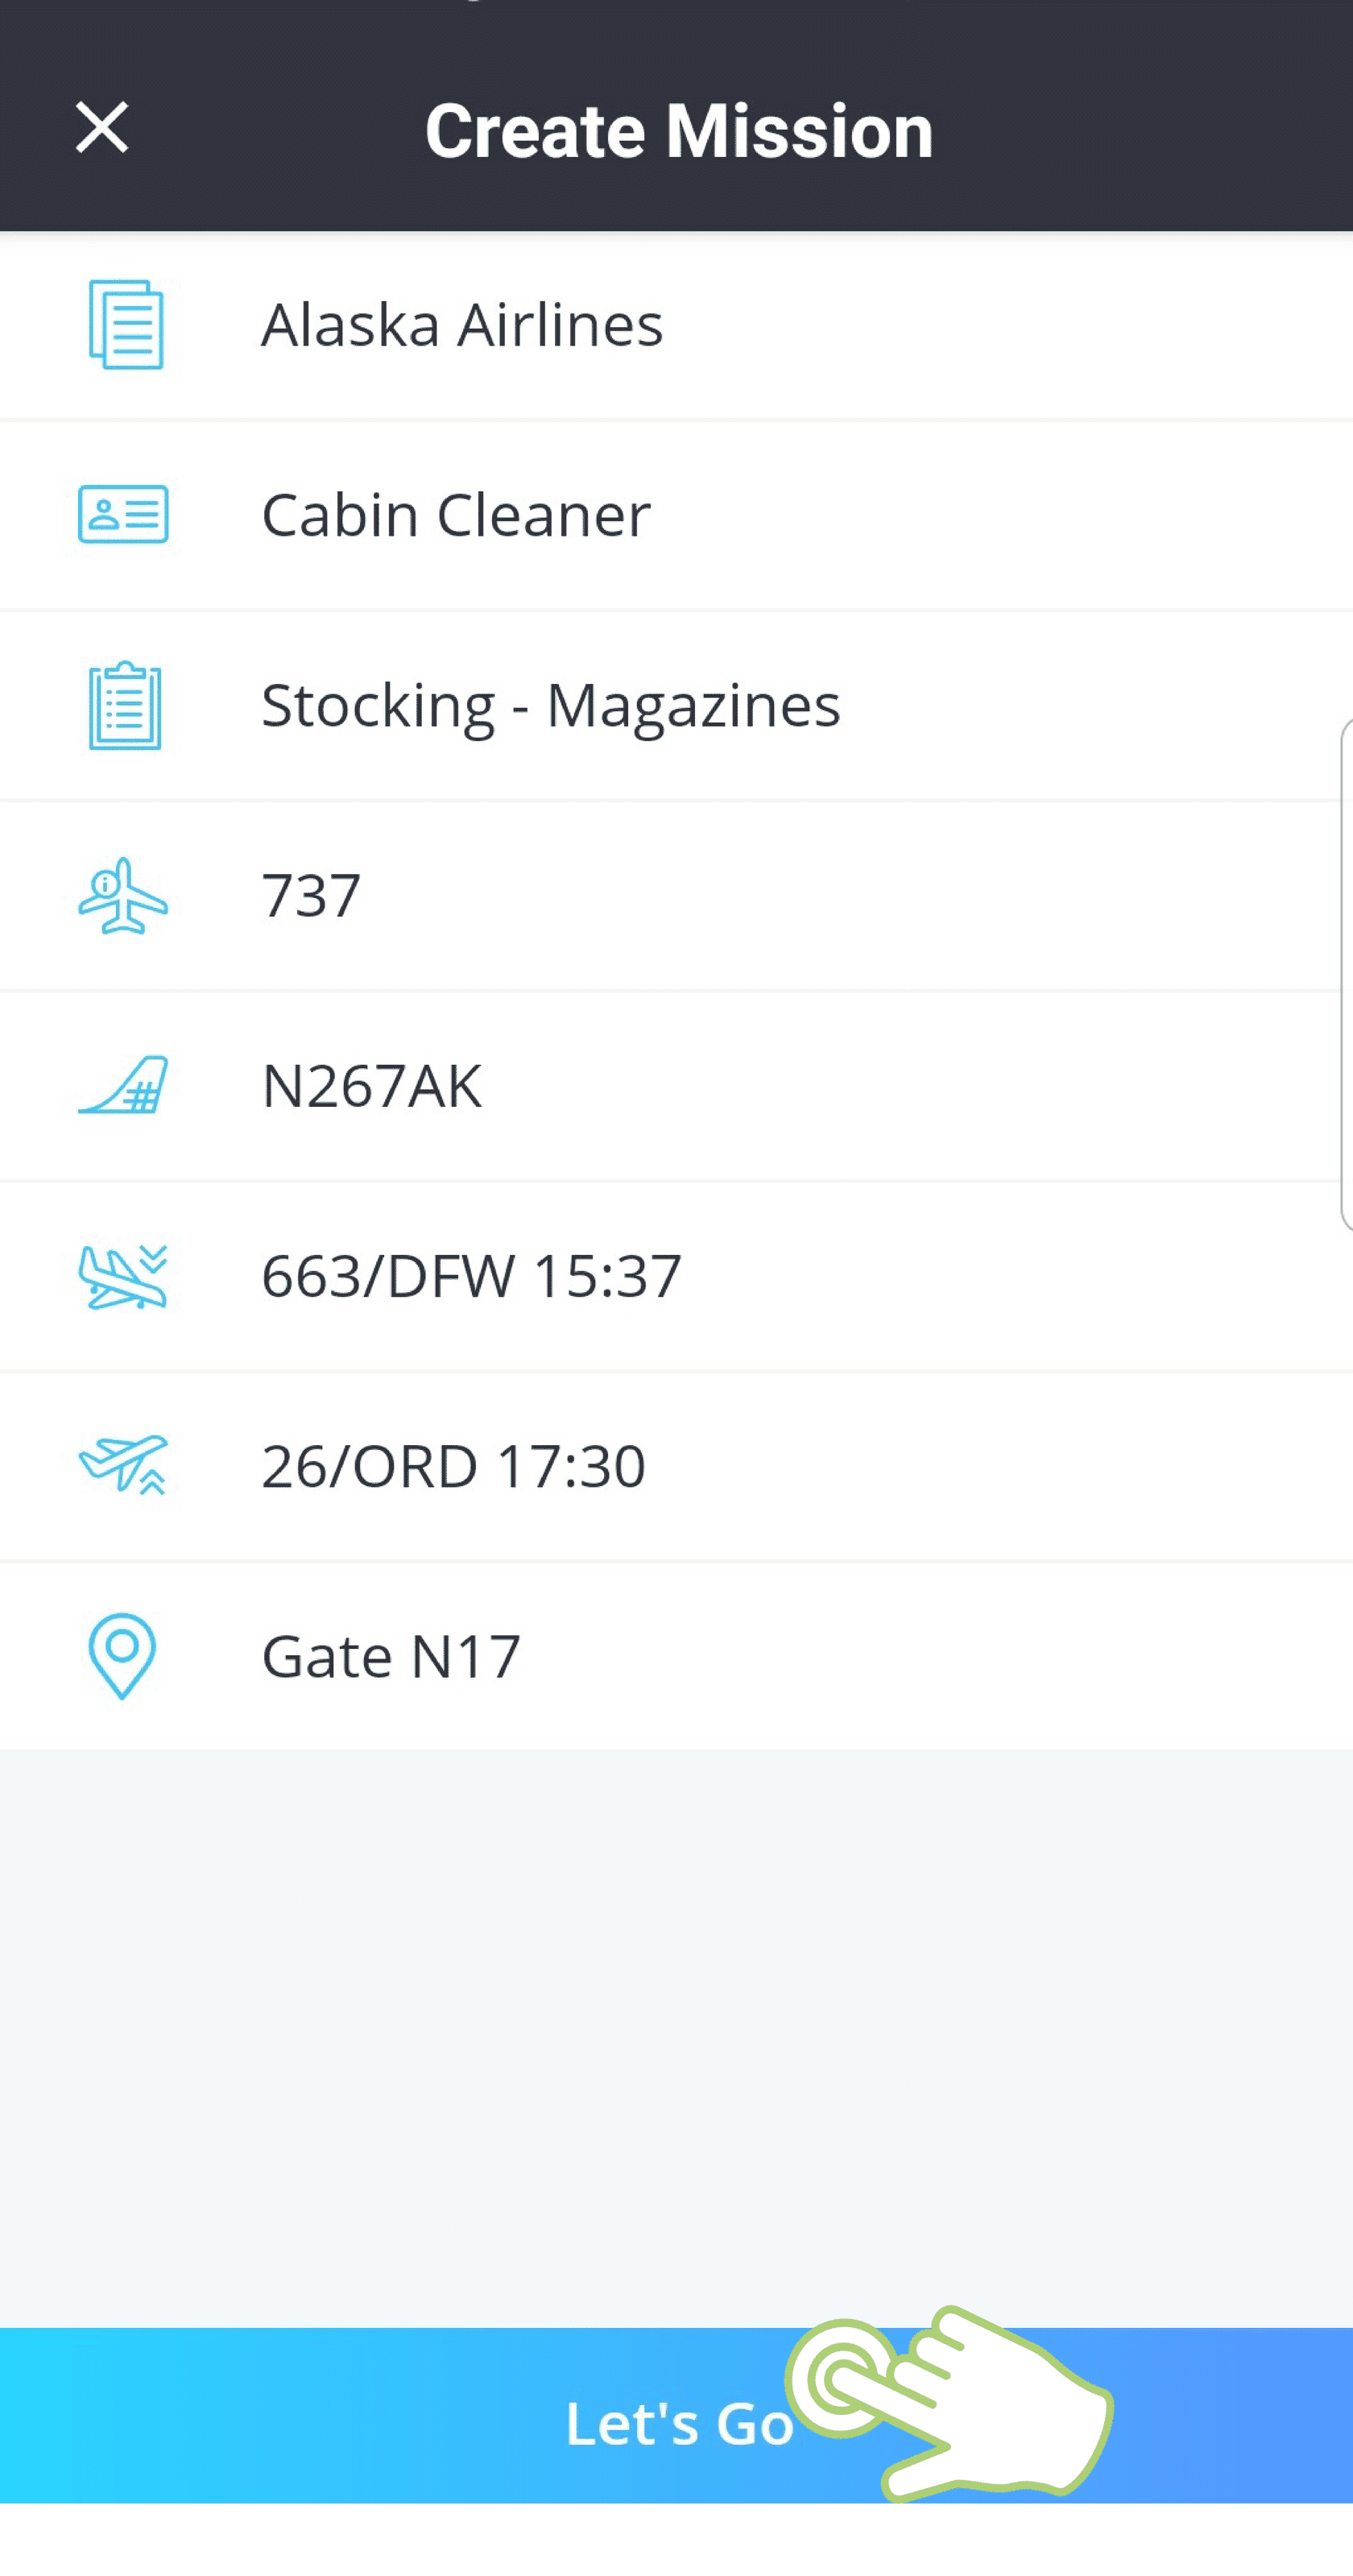 Create Mission
Alaska Airlines
Cabin Cleaner
Stocking - Magazines
737
N267AK
663/DFW 15:37
26/ORD 17:30
Gate N17
Let's Go